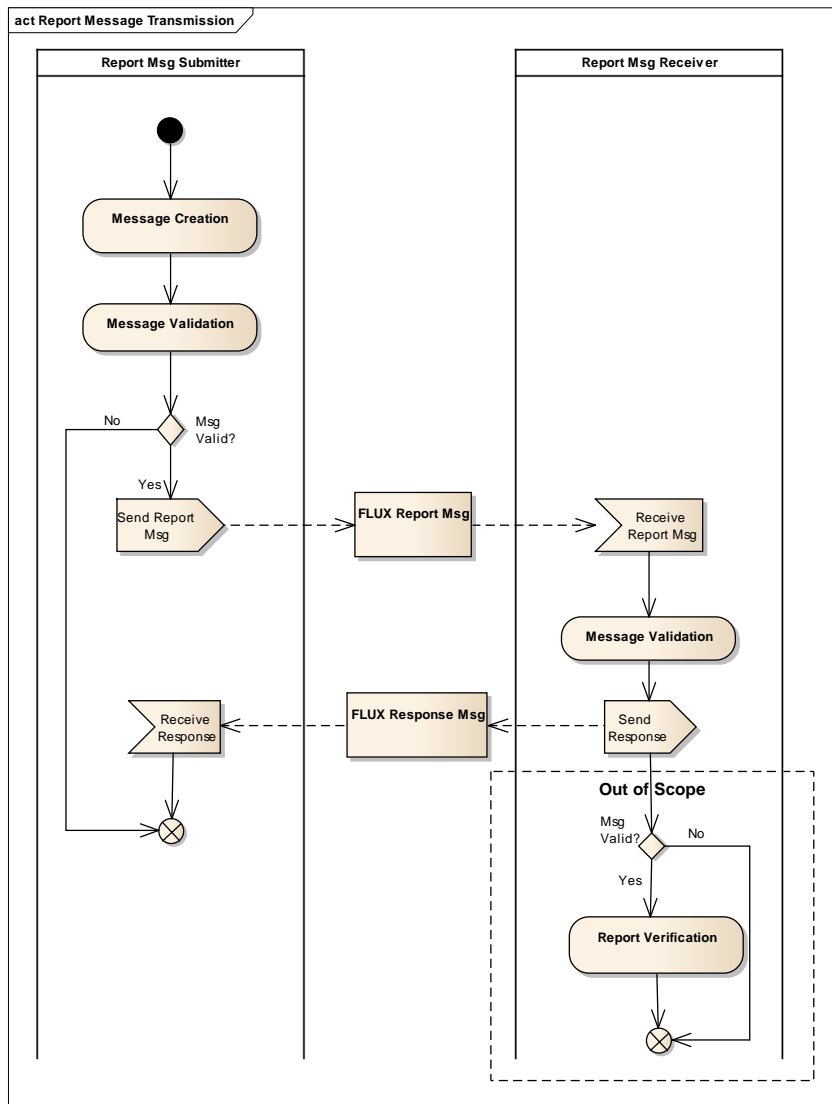 act Report Message Transmission
Report Msg Submitter
Report Msg Receiver
Message Creation
Message Validation
No
Msg
Valid?
Yes
Send Report
Msg
FLUX Report Msg
Receive
Report Msg
Message Validation
Receive
Response
FLUX Response Msg
Send
Response
Out of Scope
Msg
Valid?
No
Yes
Report Verification